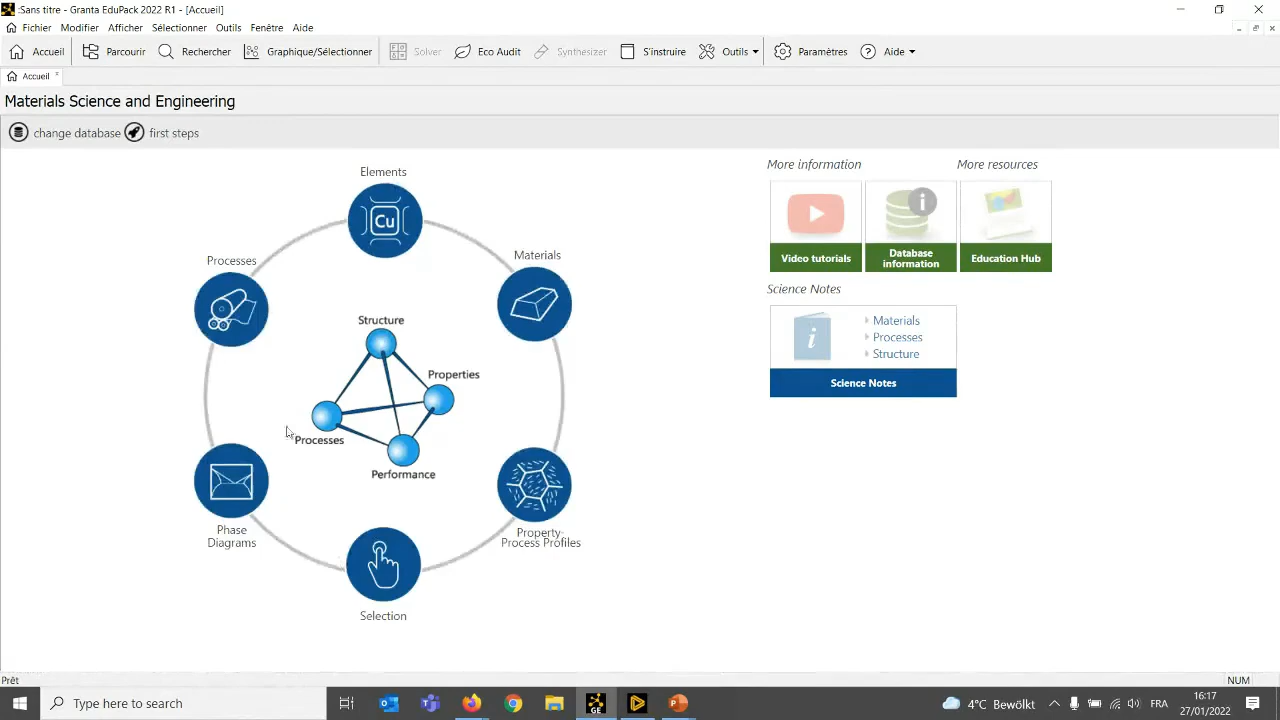 :Sans titre - Granta EduPack 2022 R1 - [Accueil]
Fichier Modifier Afficher Sélectionner Outils Fenêtre Aide
Accueil Parcourir Rechercher Graphique/Sélectionner Solver Eco Audit Synthesizer S'instruire Outils Paramètres Aide
Accueil
Materials Science and Engineering
change database first steps
Elements
Cu
Materials
Processes
Structure
Properties
Processes
Performance
Phase
Diagrams
Property-
Process Profiles
Selection
More information More resources
Video tutorials
Database
information
Education Hub
Science Notes
Materials
Processes
Structure
Science Notes
Prêt NUM
Type here to search
GE
4°C Bewölkt
FRA
16:17
27/01/2022